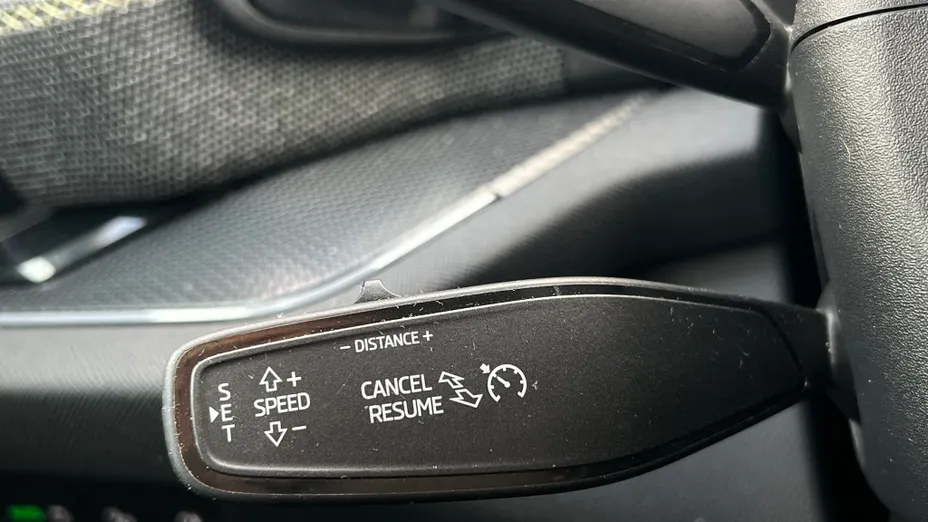 - DISTANCE +
S
E
T
+
SPEED
-
CANCEL
RESUME